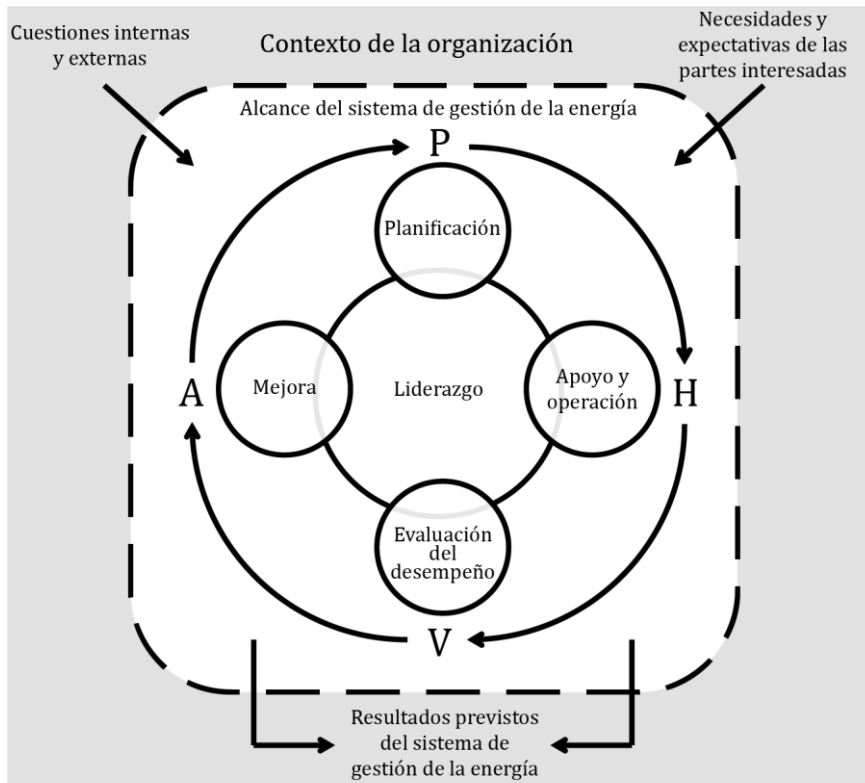 Cuestiones internas
y externas
Contexto de la organización
Necesidades y
expectativas de las
partes interesadas
Alcance del sistema de gestión de la energía
P
Planificación
A
Mejora
Liderazgo
Apoyo y
operación
H
Evaluación
del
desempeño
V
Resultados previstos
del sistema de
gestión de la energía